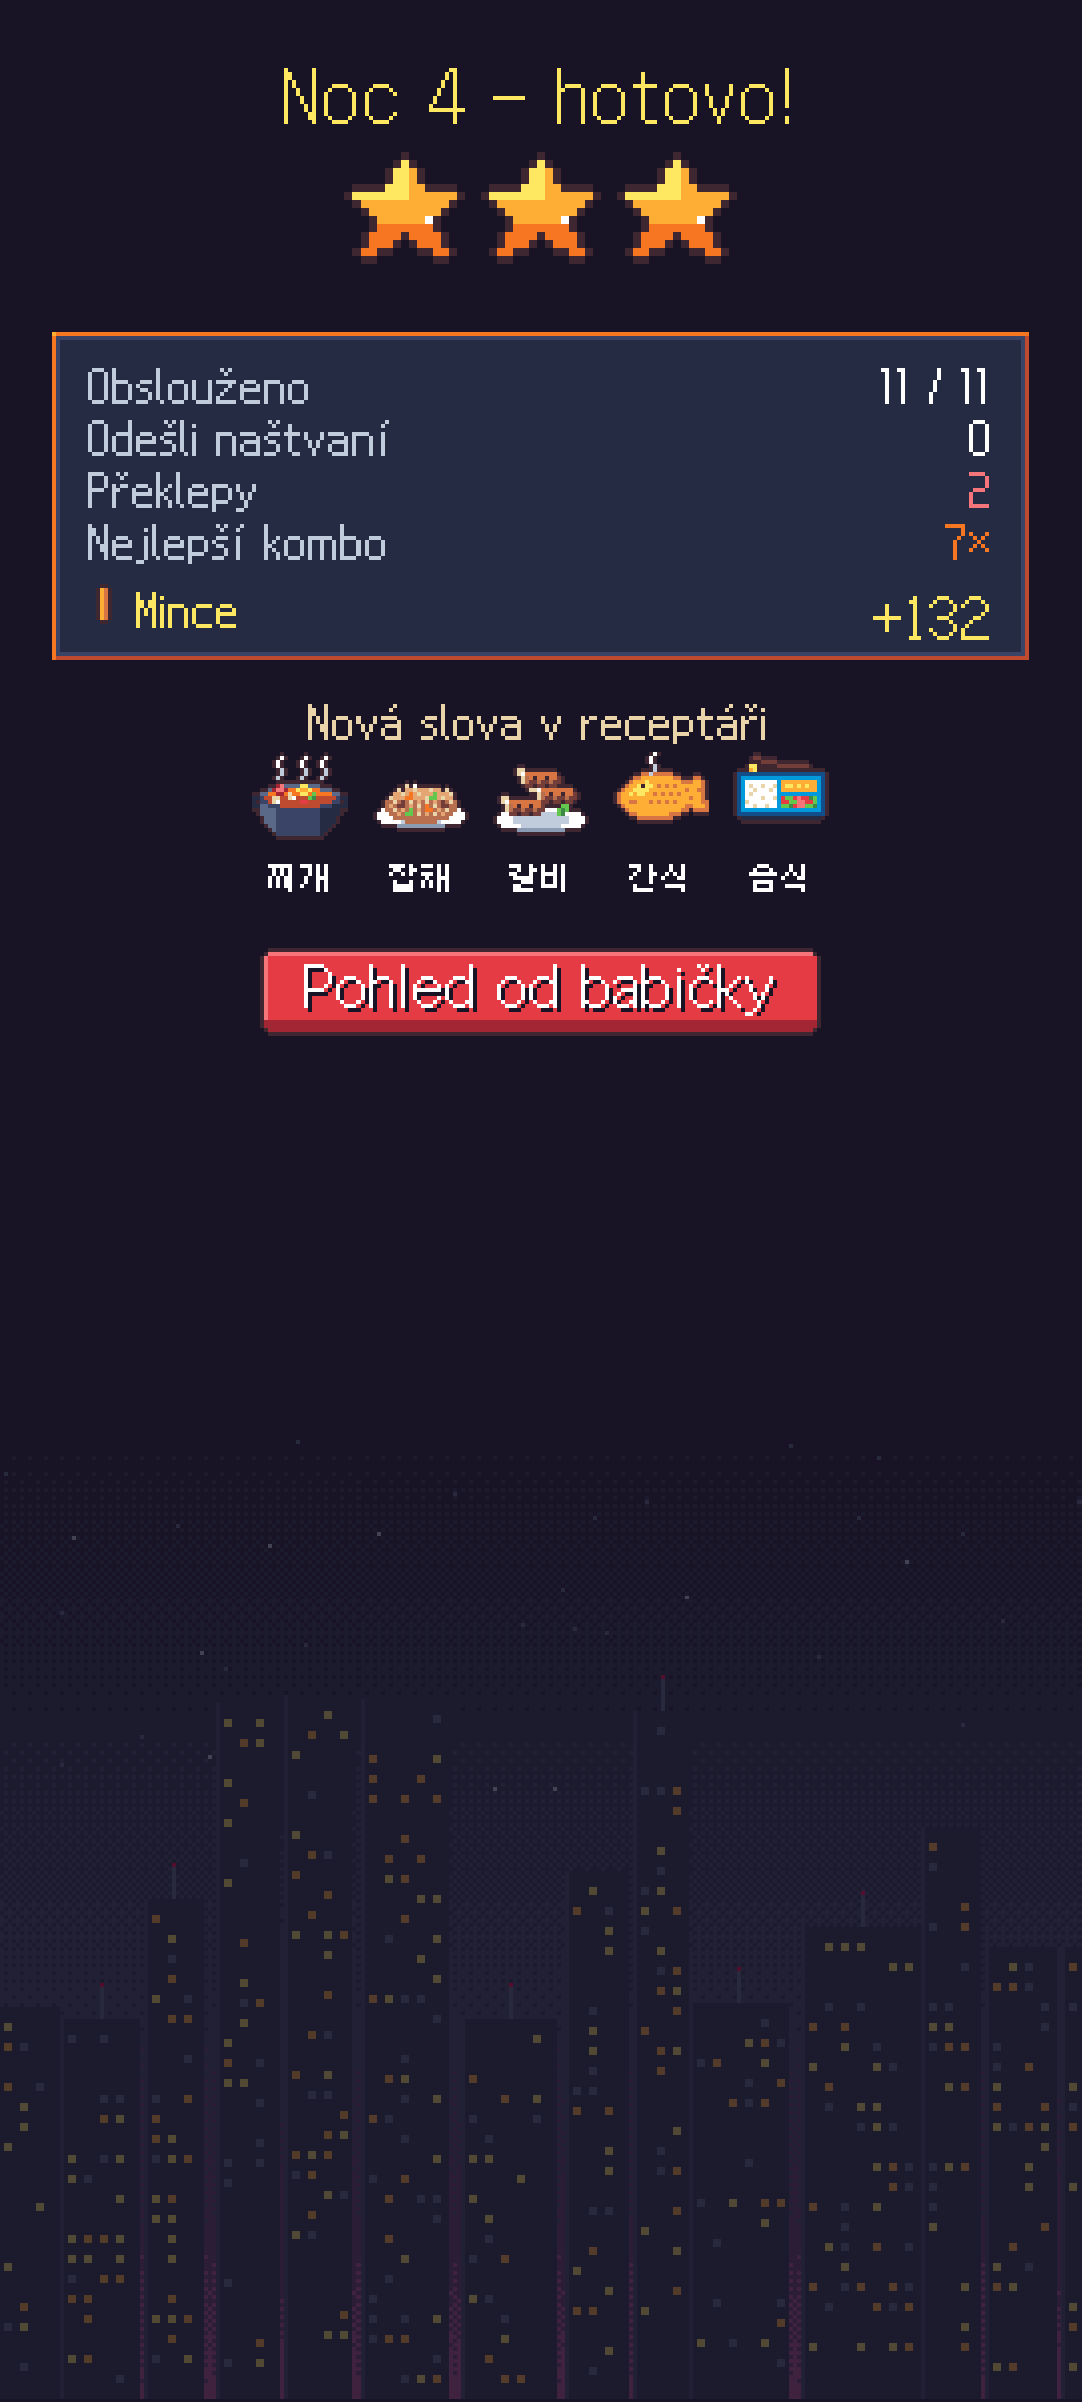 Noc 4 – hotovo!
Obslouženo 11 / 11
Odešli naštvaní 0
Překlepy 2
Nejlepší kombo 7×
Mince +132
Nová slova v receptáři
찌개 잡채 갈비 간식 음식
Pohled od babičky